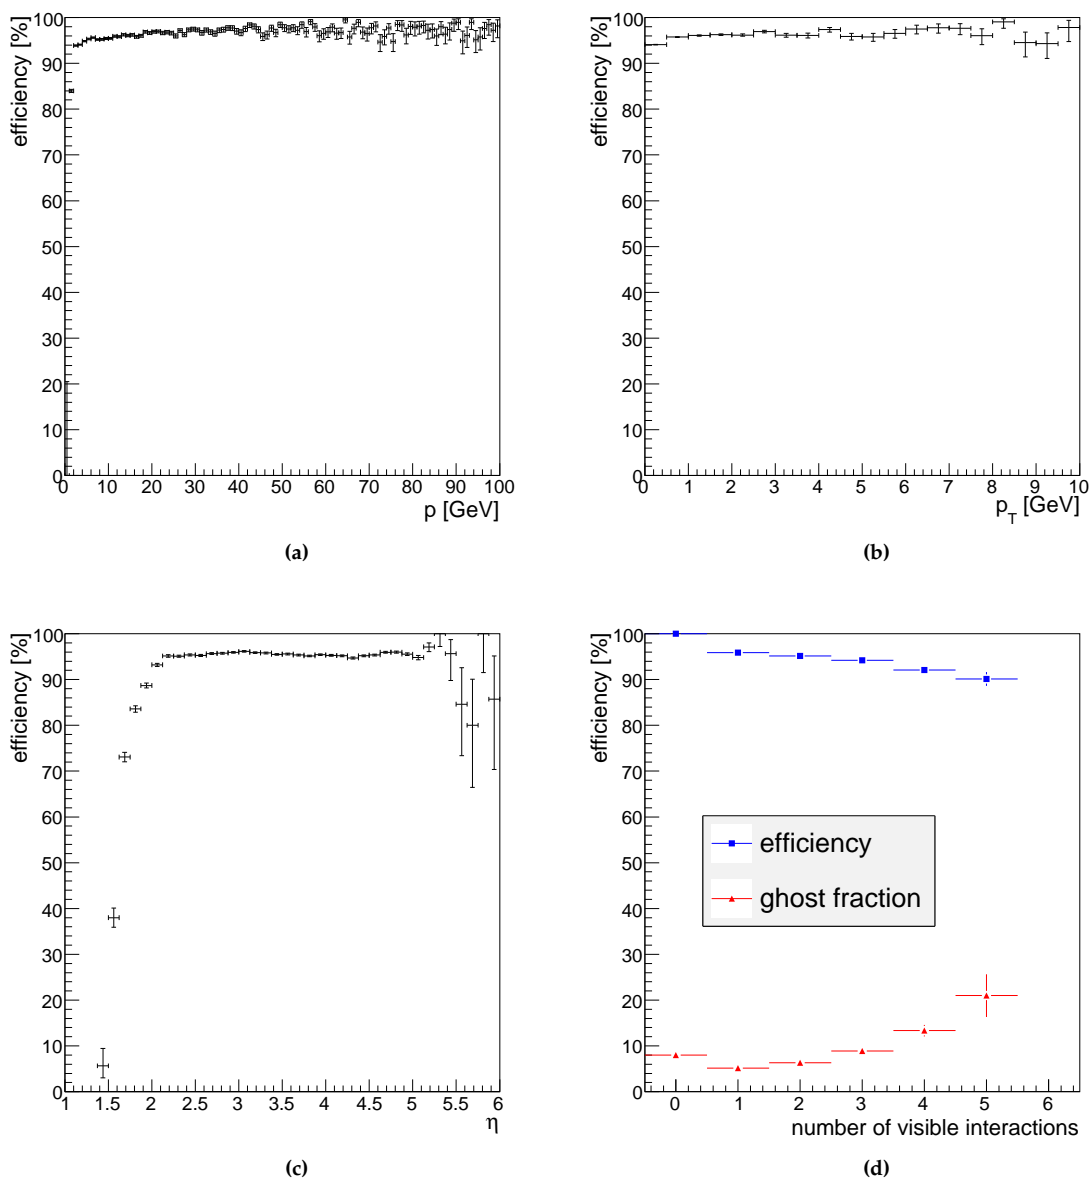 efficiency [%]
100
90
80
70
60
50
40
30
20
10
0
0 10 20 30 40 50 60 70 80 90 100
p [GeV]
(a)
efficiency [%]
100
90
80
70
60
50
40
30
20
10
0
0 1 2 3 4 5 6 7 8 9 10
p_T [GeV]
(b)
efficiency [%]
100
90
80
70
60
50
40
30
20
10
0
1 1.5 2 2.5 3 3.5 4 4.5 5 5.5 6
η
(c)
efficiency [%]
100
90
80
70
60
50
40
30
20
10
0
efficiency
ghost fraction
0 1 2 3 4 5 6
number of visible interactions
(d)